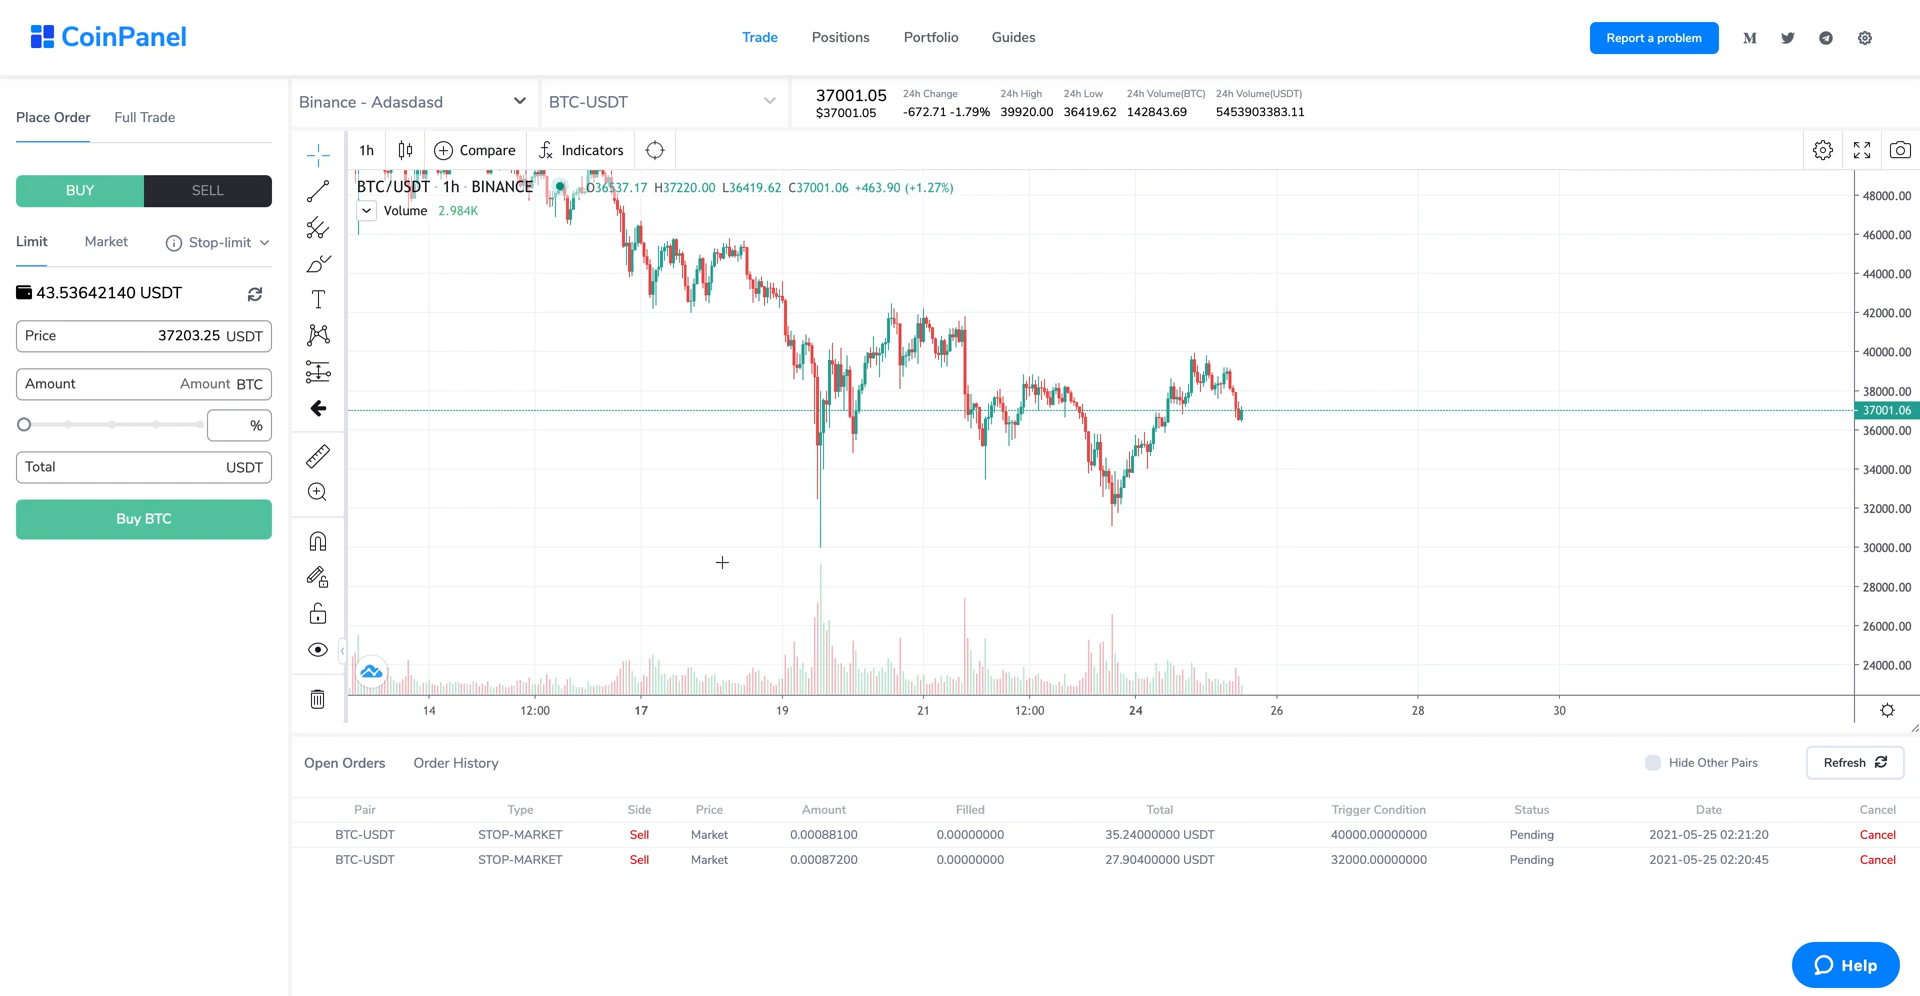 CoinPanel
Trade Positions Portfolio Guides
Report a problem
Place Order Full Trade
BUY SELL
Limit Market Stop-limit
43.53642140 USDT
Price 37203.25 USDT
Amount Amount BTC
%
Total USDT
Buy BTC
Binance - Adasdasd BTC-USDT
37001.05 24h Change 24h High 24h Low 24h Volume(BTC) 24h Volume(USDT)
$37001.05 -672.71 -1.79% 39920.00 36419.62 142843.69 5453903383.11
1h Compare Indicators
BTC/USDT · 1h · BINANCE O36537.17 H37220.00 L36419.62 C37001.06 +463.90 (+1.27%)
Volume 2.984K
48000.00
46000.00
44000.00
42000.00
40000.00
38000.00
37001.06
36000.00
34000.00
32000.00
30000.00
28000.00
26000.00
24000.00
14 12:00 17 19 21 12:00 24 26 28 30
Open Orders Order History Hide Other Pairs Refresh
Pair Type Side Price Amount Filled Total Trigger Condition Status Date Cancel
BTC-USDT STOP-MARKET Sell Market 0.00088100 0.00000000 35.24000000 USDT 40000.00000000 Pending 2021-05-25 02:21:20 Cancel
BTC-USDT STOP-MARKET Sell Market 0.00087200 0.00000000 27.90400000 USDT 32000.00000000 Pending 2021-05-25 02:20:45 Cancel
Help